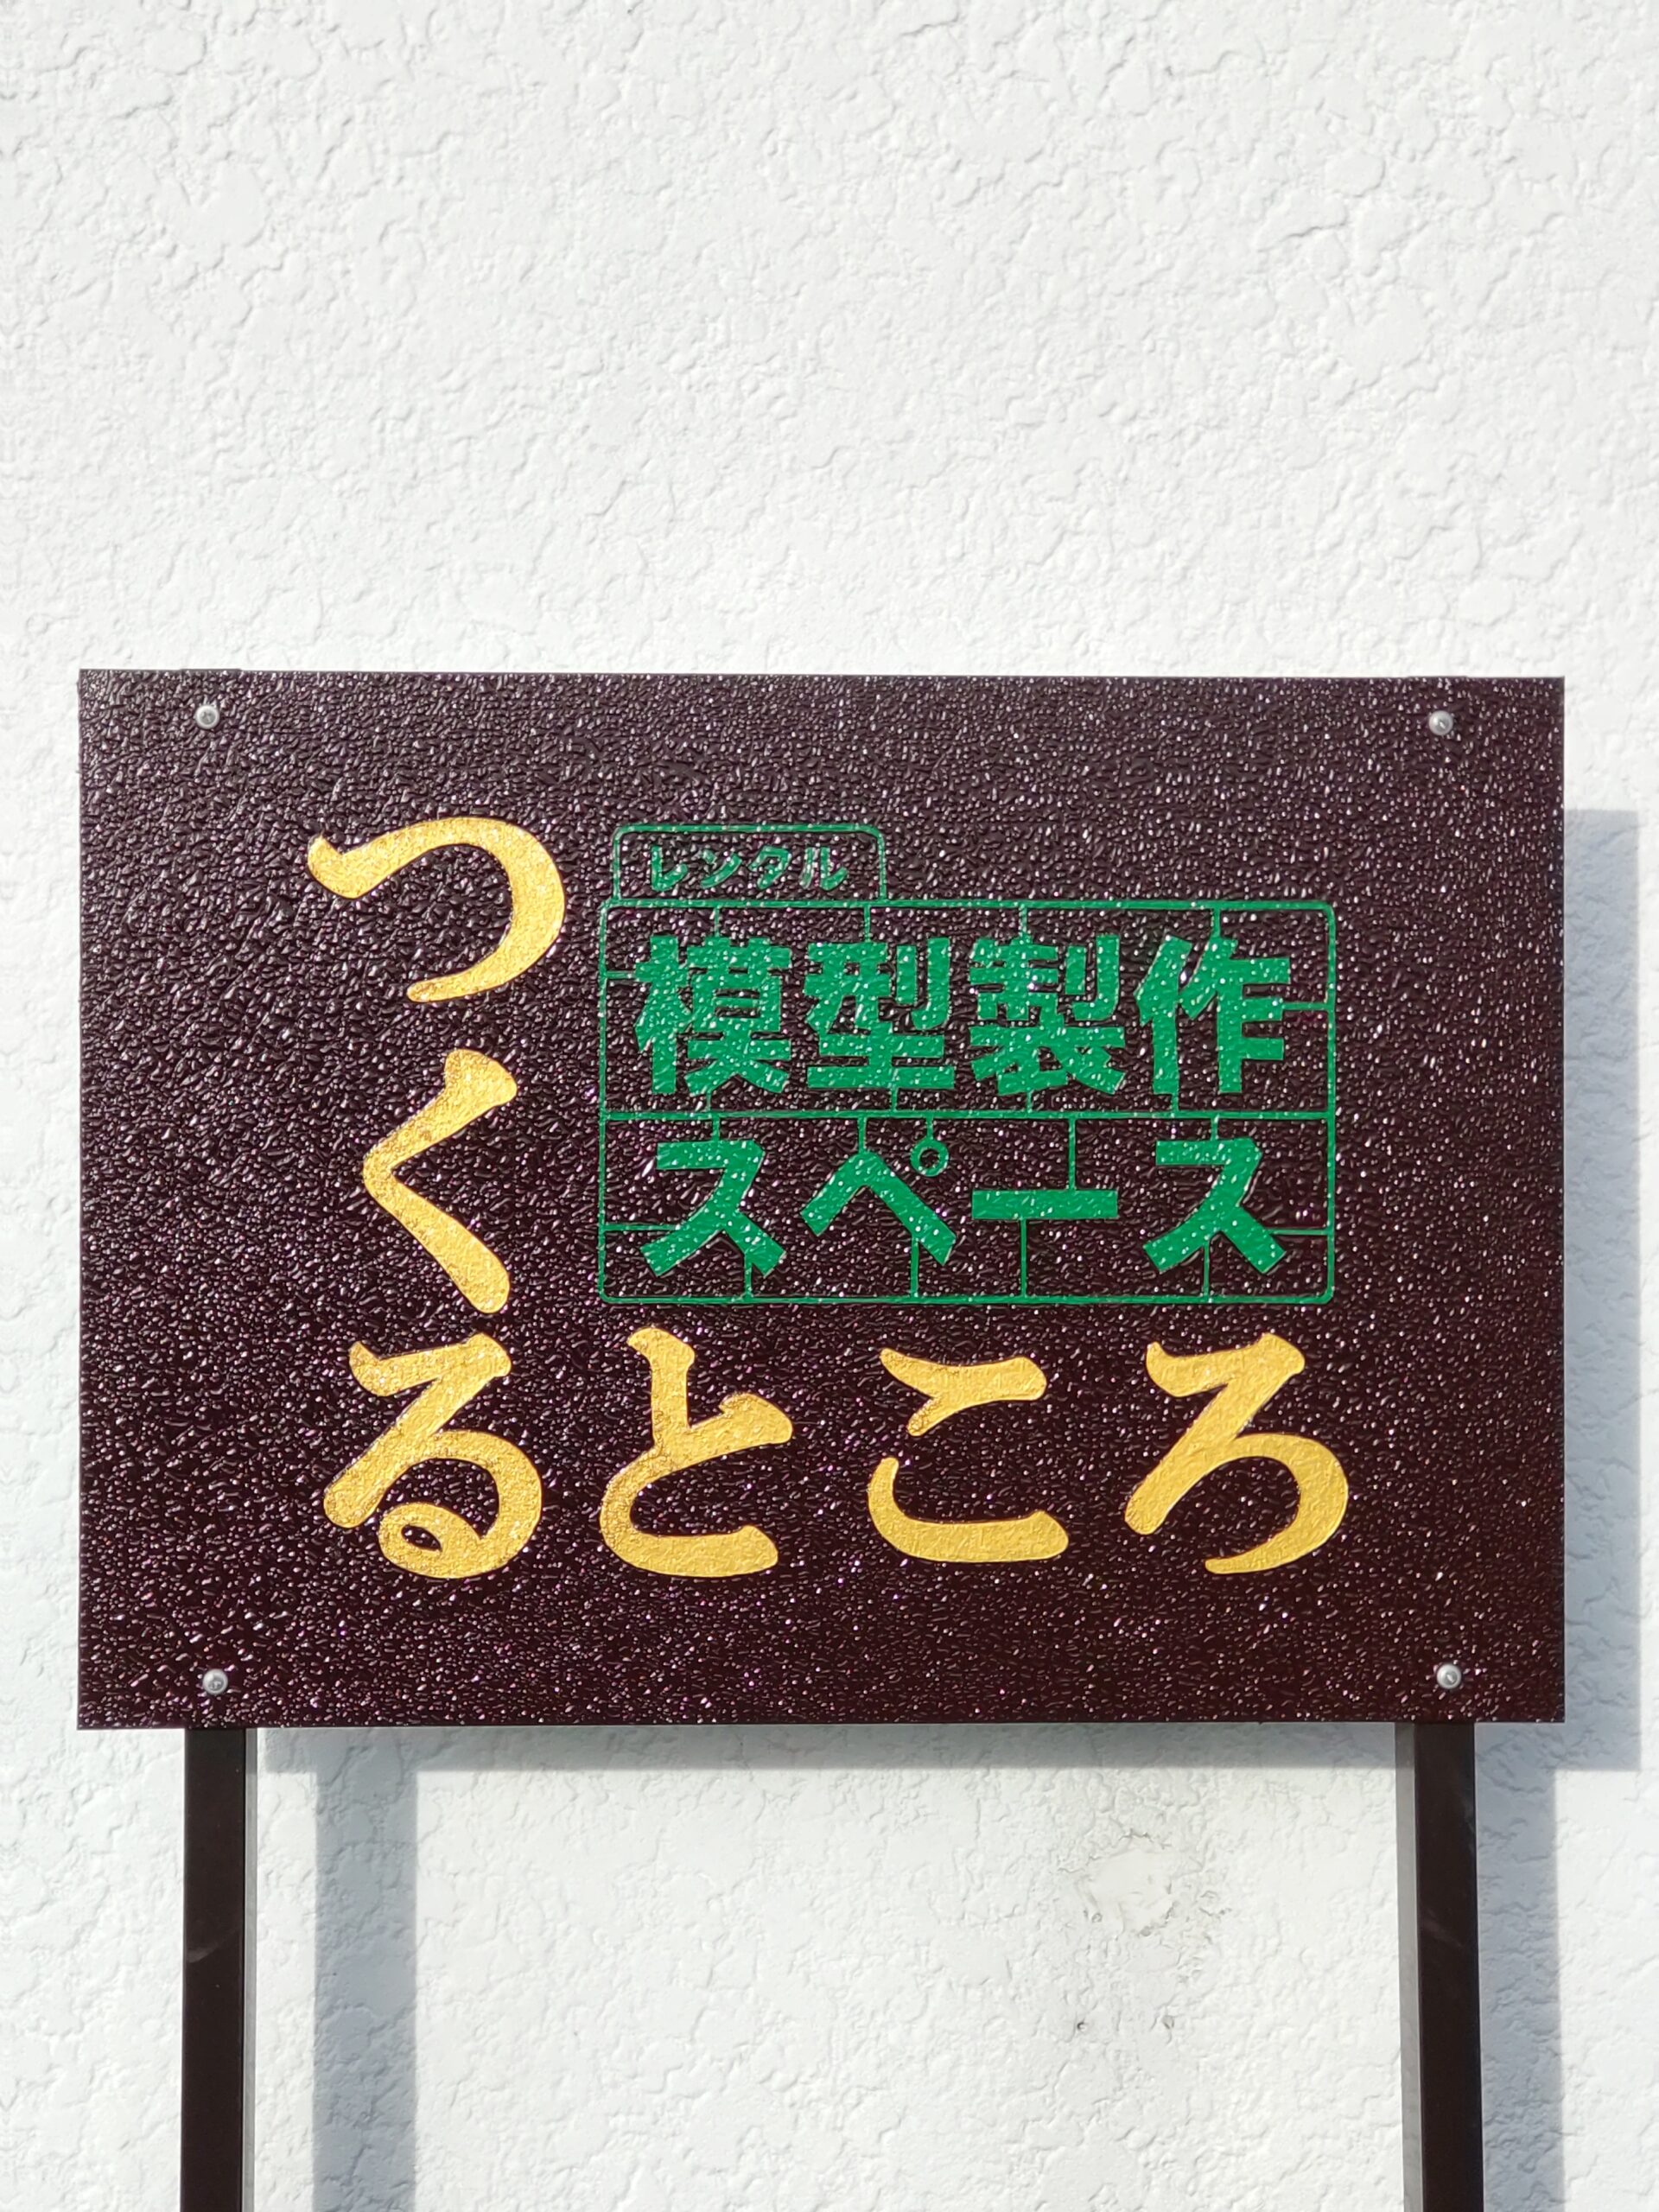 つくるところ
レンタル
模型製作
スペース